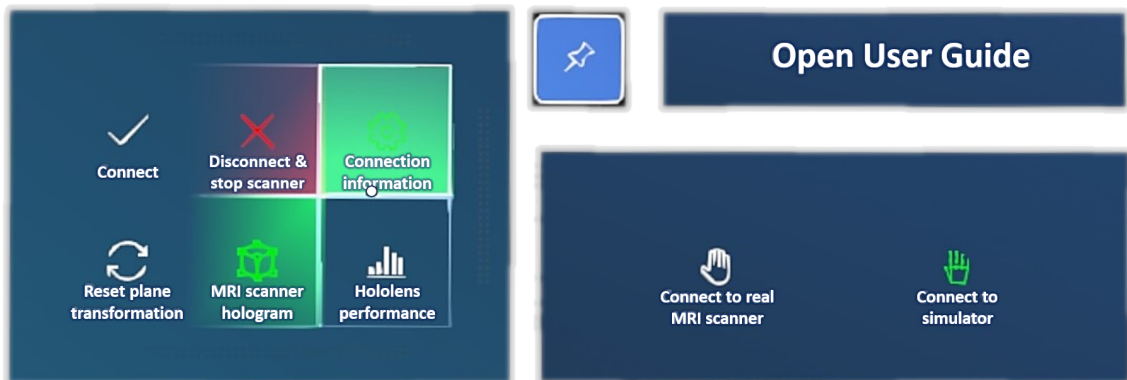 Open User Guide
Connect
Disconnect &
stop scanner
Connection
information
Reset plane
transformation
MRI scanner
hologram
Hololens
performance
Connect to real
MRI scanner
Connect to
simulator